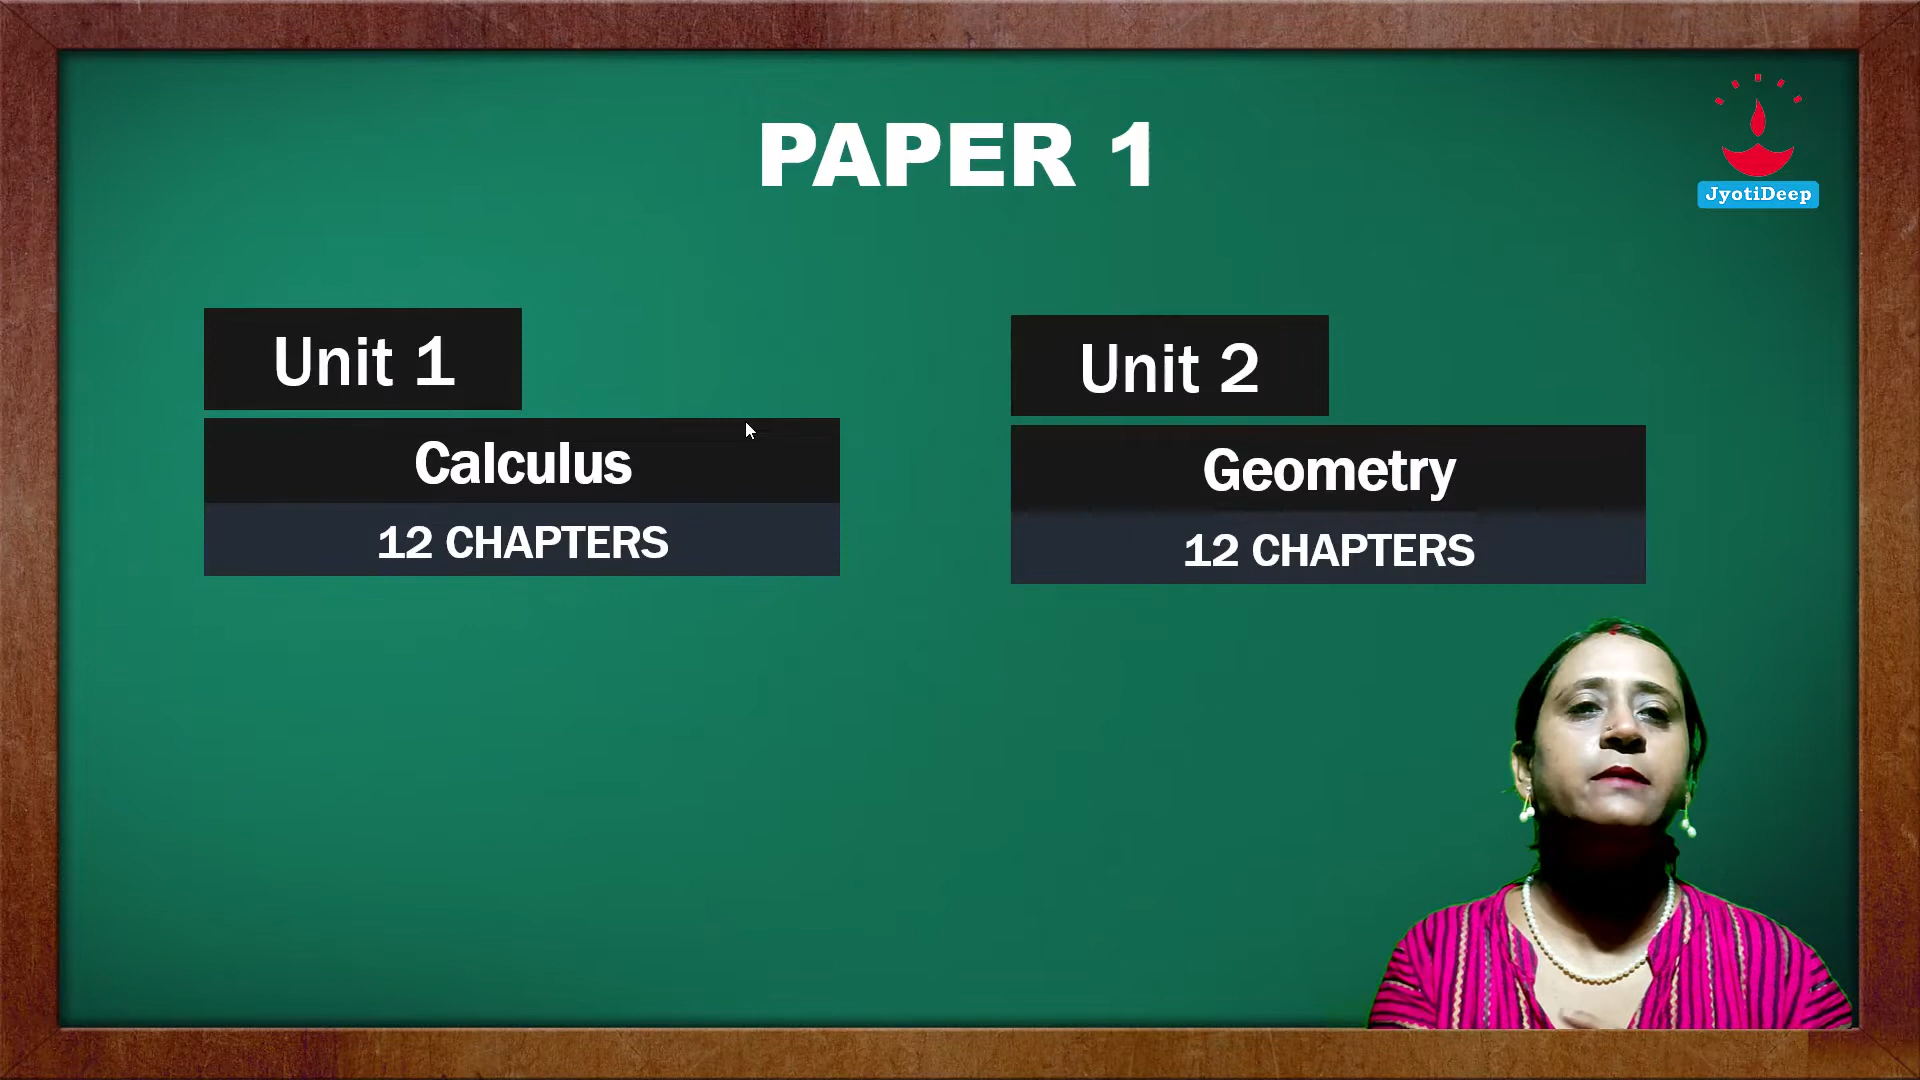 PAPER 1
JyotiDeep
Unit 1
Calculus
12 CHAPTERS
Unit 2
Geometry
12 CHAPTERS